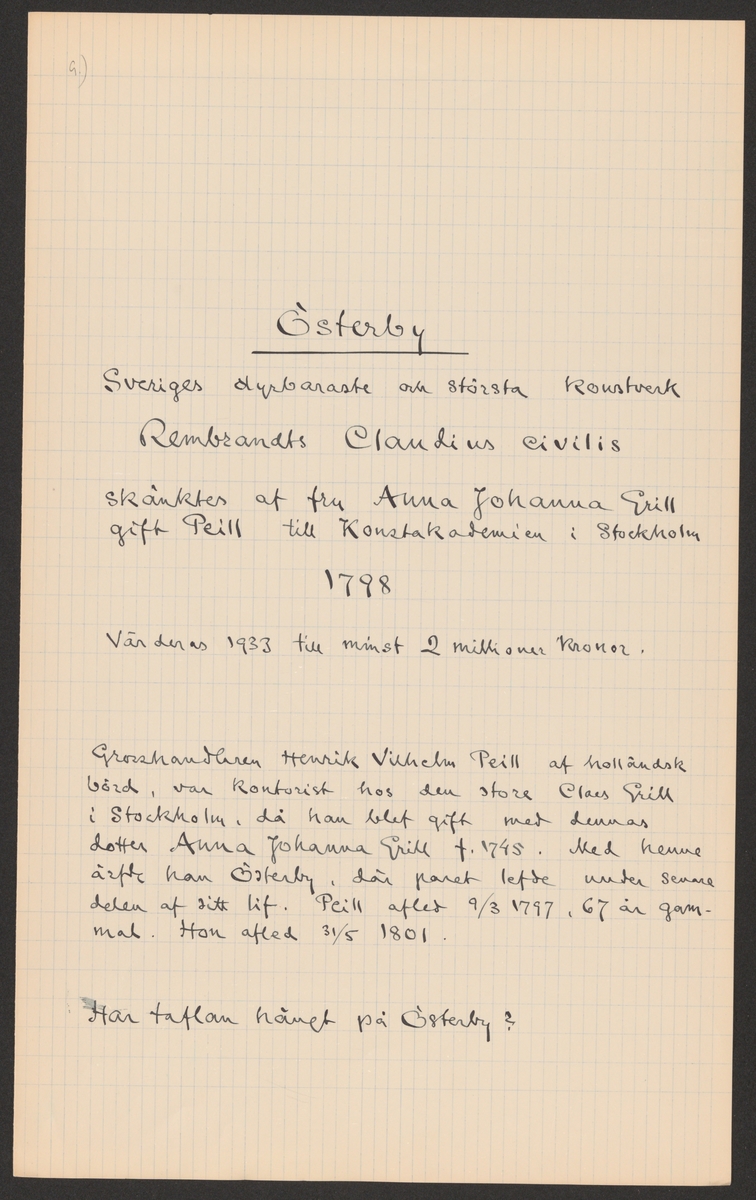 a)
Österby
Sveriges dyrbaraste och största konstverk
Rembrandts Claudius civilis
skänktes af fru Anna Johanna Grill
gift Peill till Konstakademien i Stockholm
1798
Värderas 1933 till minst 2 millioner kronor.
Grosshandlaren Henrik Vilhelm Peill af holländsk
börd, var kontorist hos den store Claes Grill
i Stockholm, då han blef gift med dennas
dotter Anna Johanna Grill f. 1745. Med henne
ärfde han Österby, där paret lefde under senare
delen af sitt lif. Peill afled 9/3 1797, 67 år gam-
mal. Hon afled 31/5 1801.
Har taflan hängt på Österby?